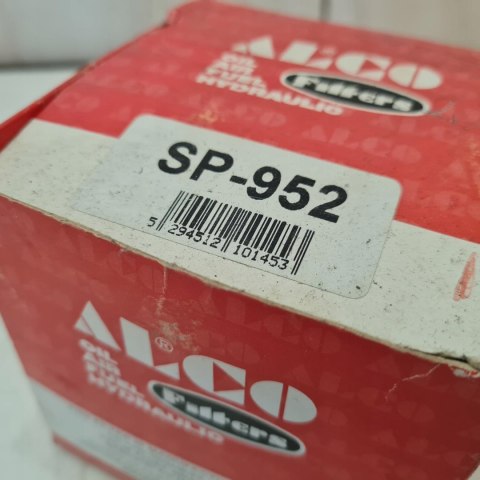 ALCO
OIL
AIR
FUEL
HYDRAULIC
Filters
SP-952
5 294512 101453
ALCO®
OIL
AIR
FUEL
HYDRAULIC
Filters